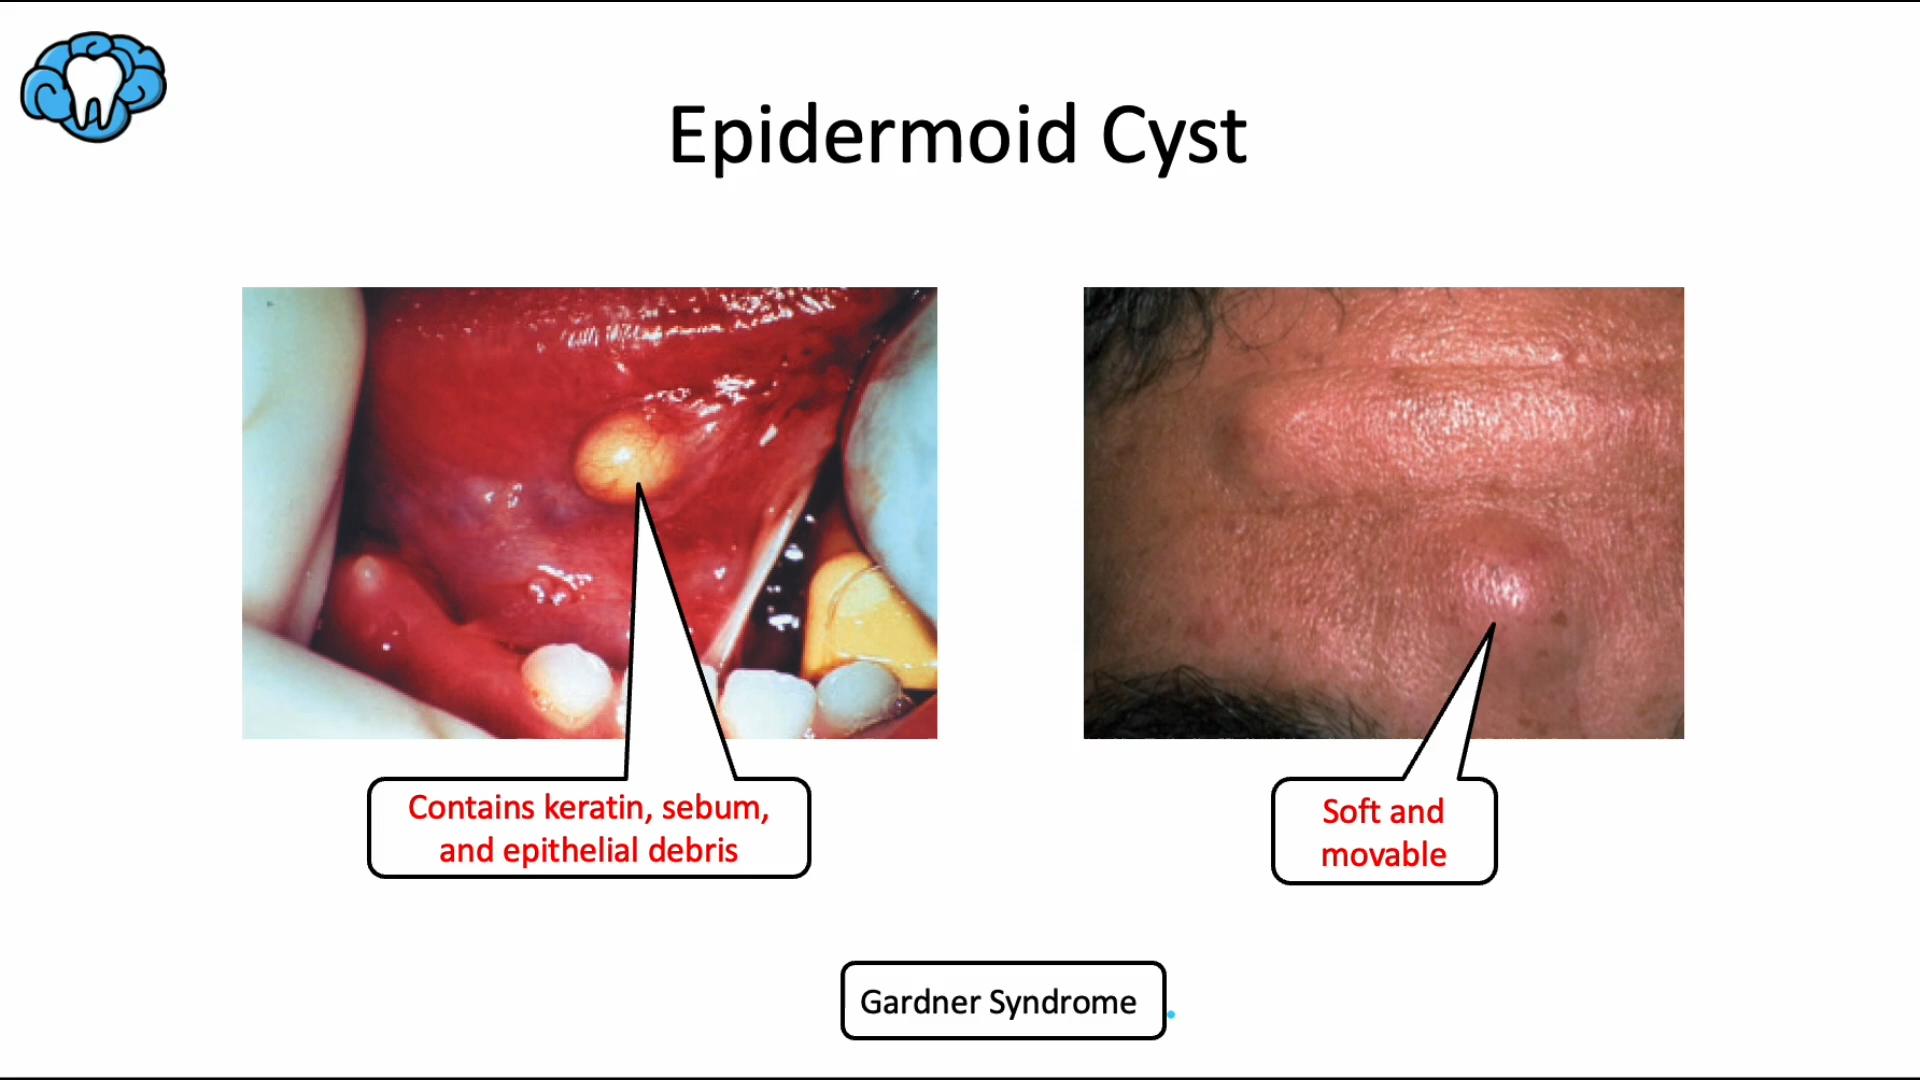 Epidermoid Cyst
Contains keratin, sebum,
and epithelial debris
Soft and
movable
Gardner Syndrome